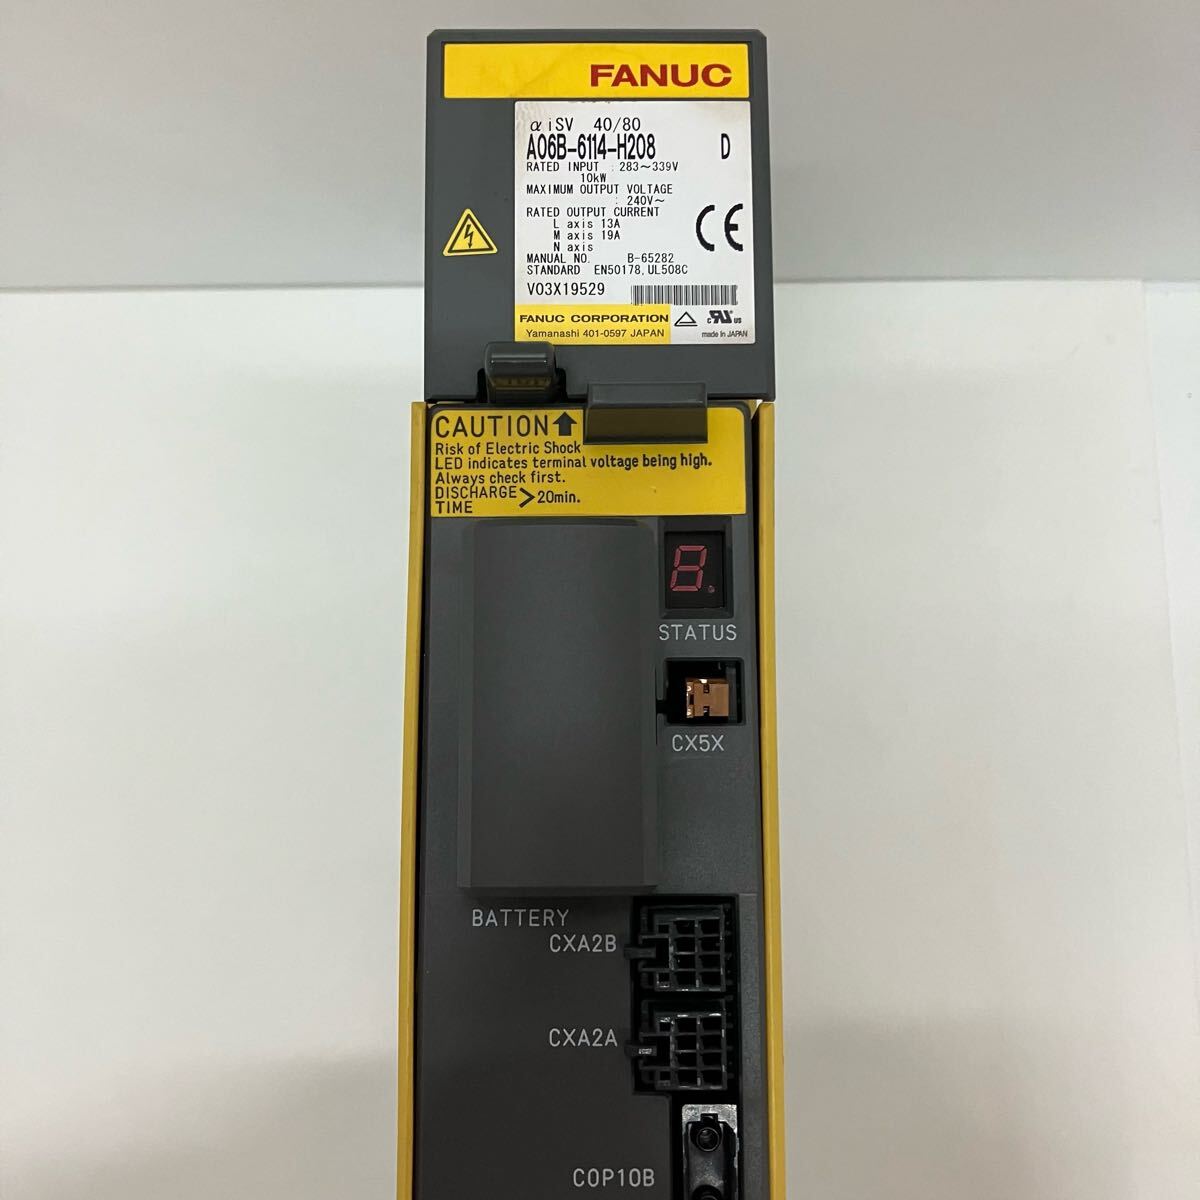 FANUC
αiSV 40/80
A06B-6114-H208 D
RATED INPUT : 283~339V
10kW
MAXIMUM OUTPUT VOLTAGE
: 240V~
RATED OUTPUT CURRENT
L axis 13A
M axis 19A
N axis
MANUAL NO. B-65282
STANDARD EN50178,UL508C
V03X19529
CE
FANUC CORPORATION
Yamanashi 401-0597 JAPAN
c RU us
made in JAPAN
CAUTION
Risk of Electric Shock
LED indicates terminal voltage being high.
Always check first.
DISCHARGE TIME > 20min.
8.
STATUS
CX5X
BATTERY
CXA2B
CXA2A
COP10B